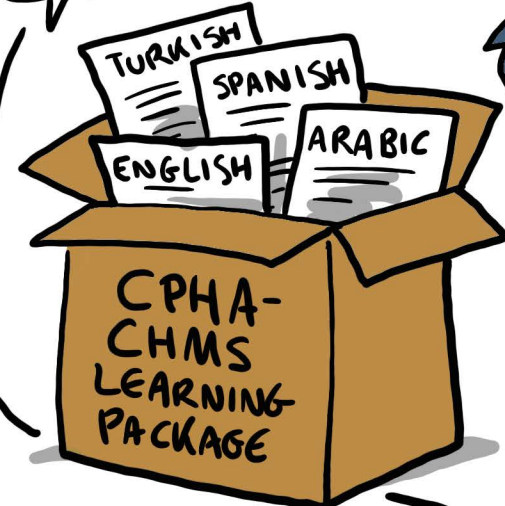 TURKISH
SPANISH
ENGLISH
ARABIC
CPHA-
CHMS
LEARNING
PACKAGE